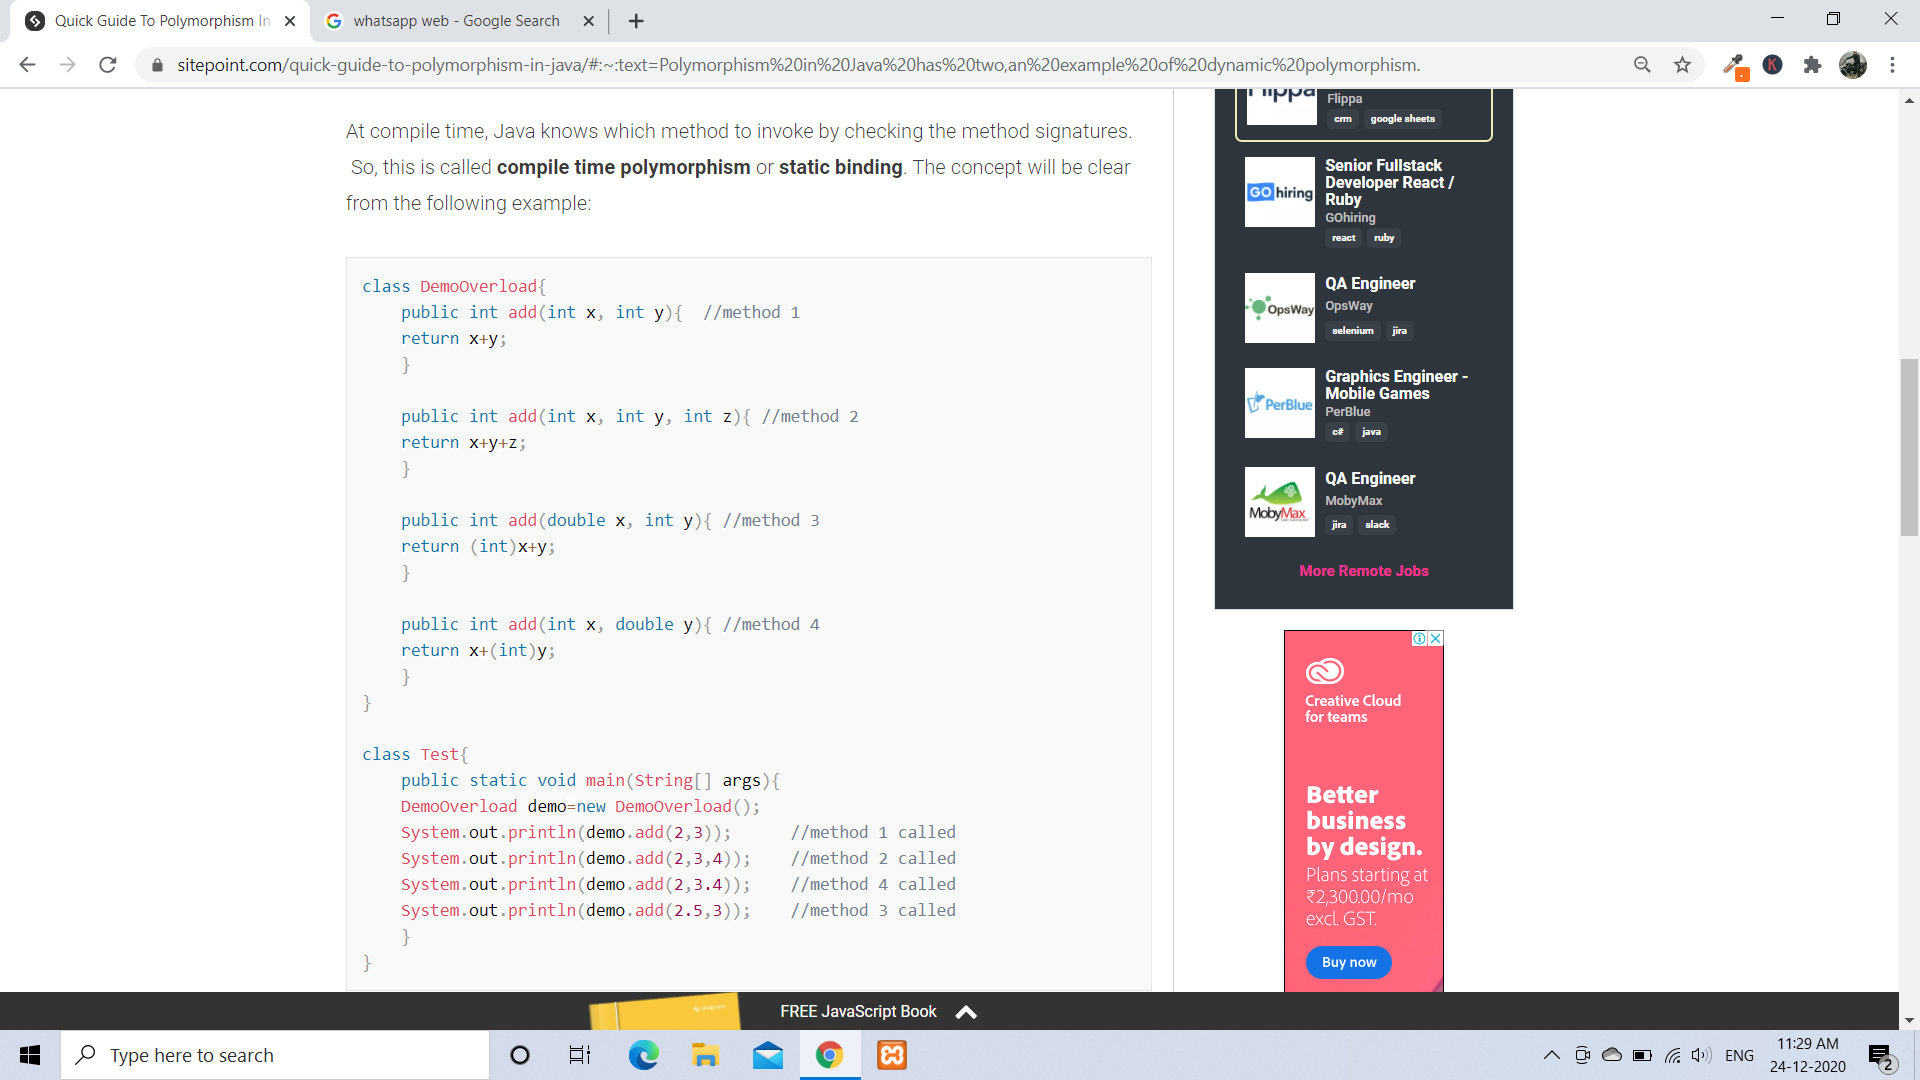 Quick Guide To Polymorphism In
whatsapp web - Google Search
sitepoint.com/quick-guide-to-polymorphism-in-java/#:~:text=Polymorphism%20in%20Java%20has%20two,an%20example%20of%20dynamic%20polymorphism.
K
At compile time, Java knows which method to invoke by checking the method signatures.
So, this is called compile time polymorphism or static binding. The concept will be clear
from the following example:
class DemoOverload{
    public int add(int x, int y){  //method 1
    return x+y;
    }
    public int add(int x, int y, int z){ //method 2
    return x+y+z;
    }
    public int add(double x, int y){ //method 3
    return (int)x+y;
    }
    public int add(int x, double y){ //method 4
    return x+(int)y;
    }
}
class Test{
    public static void main(String[] args){
    DemoOverload demo=new DemoOverload();
    System.out.println(demo.add(2,3));      //method 1 called
    System.out.println(demo.add(2,3,4));    //method 2 called
    System.out.println(demo.add(2,3.4));    //method 4 called
    System.out.println(demo.add(2.5,3));    //method 3 called
    }
}
Flippa
Flippa
crm google sheets
GOhiring
Senior Fullstack
Developer React /
Ruby
GOhiring
react ruby
OpsWay
QA Engineer
OpsWay
selenium jira
PerBlue
Graphics Engineer -
Mobile Games
PerBlue
c# java
MobyMax
QA Engineer
MobyMax
jira slack
More Remote Jobs
Creative Cloud
for teams
Better
business
by design.
Plans starting at
₹2,300.00/mo
excl. GST.
Buy now
FREE JavaScript Book
Type here to search
ENG
11:29 AM
24-12-2020
2